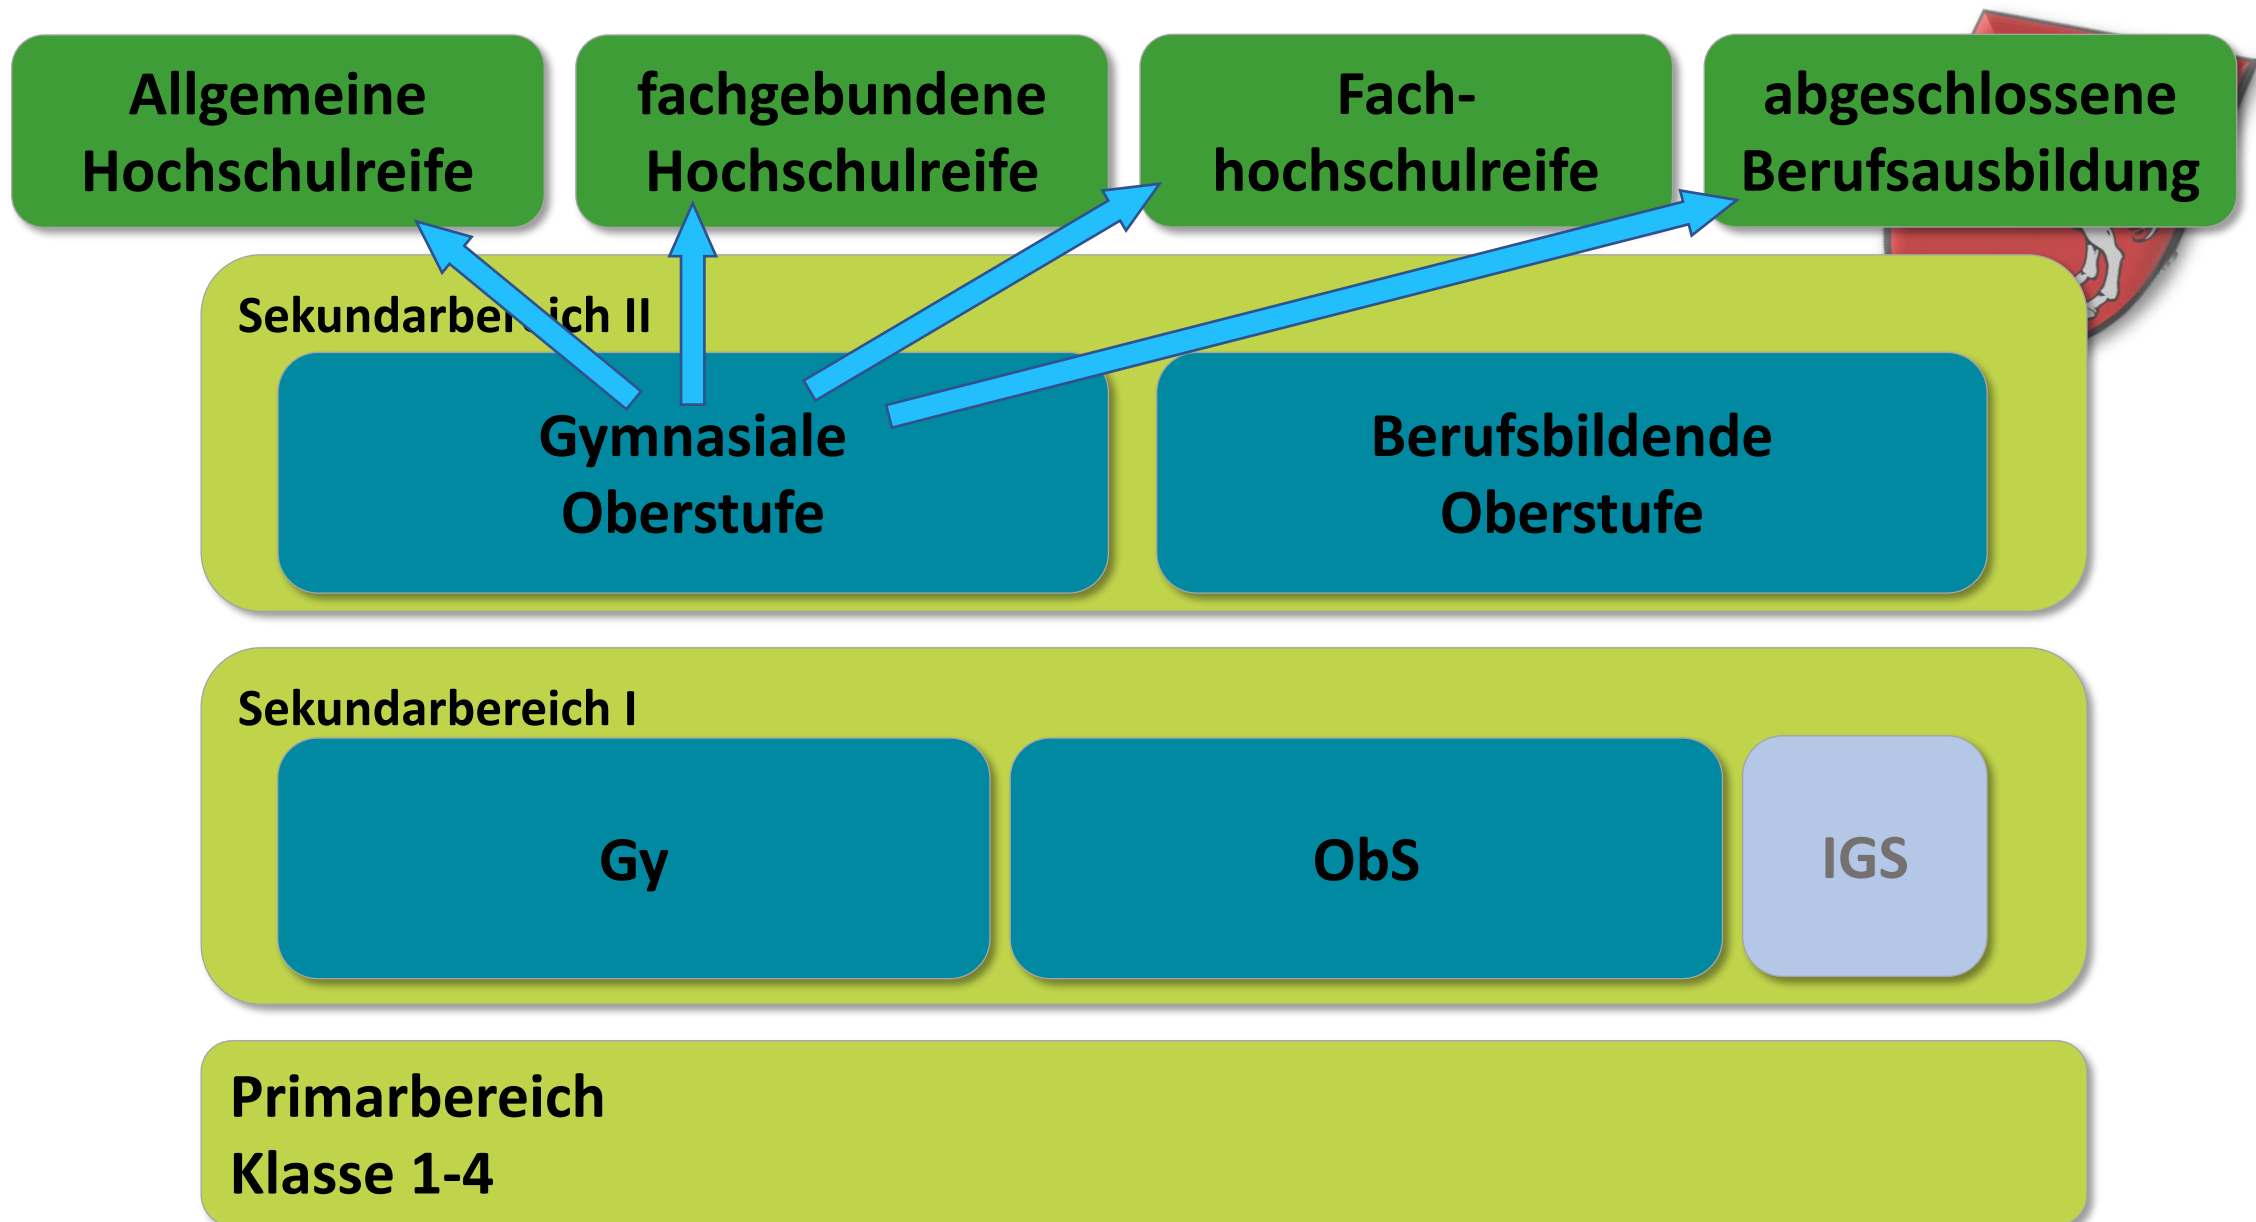 Allgemeine
Hochschulreife
fachgebundene
Hochschulreife
Fach-
hochschulreife
abgeschlossene
Berufsausbildung
Sekundarbereich II
Gymnasiale
Oberstufe
Berufsbildende
Oberstufe
Sekundarbereich I
Gy
ObS
IGS
Primarbereich
Klasse 1-4